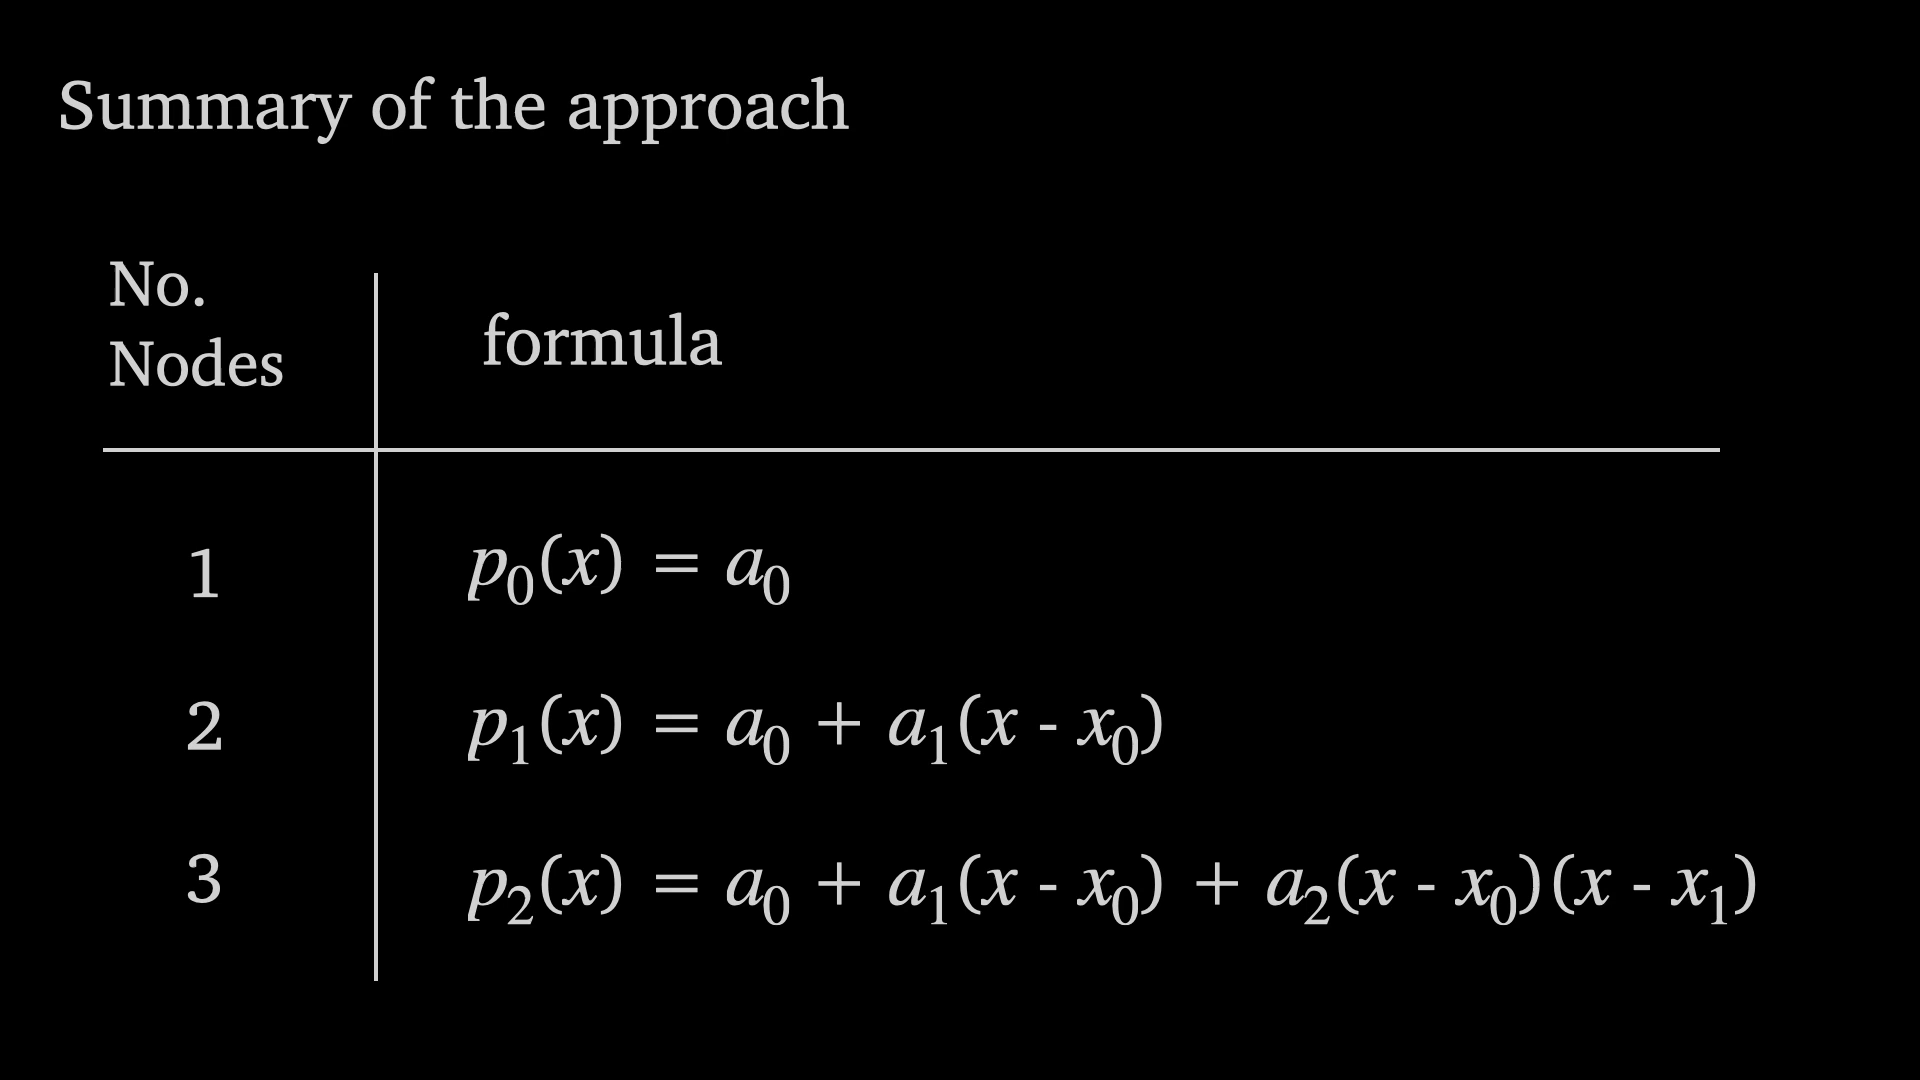 Summary of the approach
No.
Nodes
formula
1 p₀(x) = a₀
2 p₁(x) = a₀ + a₁(x - x₀)
3 p₂(x) = a₀ + a₁(x - x₀) + a₂(x - x₀)(x - x₁)